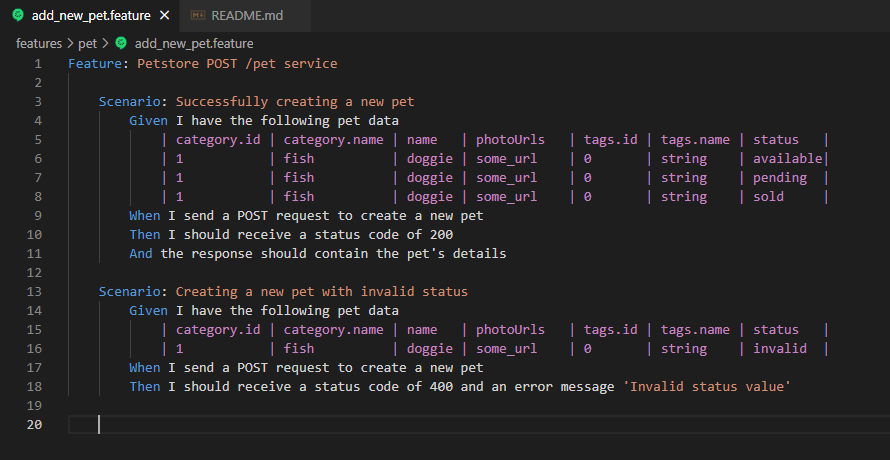 add_new_pet.feature × README.md
features > pet > add_new_pet.feature
1 Feature: Petstore POST /pet service
2
3 Scenario: Successfully creating a new pet
4 Given I have the following pet data
5 | category.id | category.name | name | photoUrls | tags.id | tags.name | status |
6 | 1 | fish | doggie | some_url | 0 | string | available|
7 | 1 | fish | doggie | some_url | 0 | string | pending |
8 | 1 | fish | doggie | some_url | 0 | string | sold |
9 When I send a POST request to create a new pet
10 Then I should receive a status code of 200
11 And the response should contain the pet's details
12
13 Scenario: Creating a new pet with invalid status
14 Given I have the following pet data
15 | category.id | category.name | name | photoUrls | tags.id | tags.name | status |
16 | 1 | fish | doggie | some_url | 0 | string | invalid |
17 When I send a POST request to create a new pet
18 Then I should receive a status code of 400 and an error message 'Invalid status value'
19
20